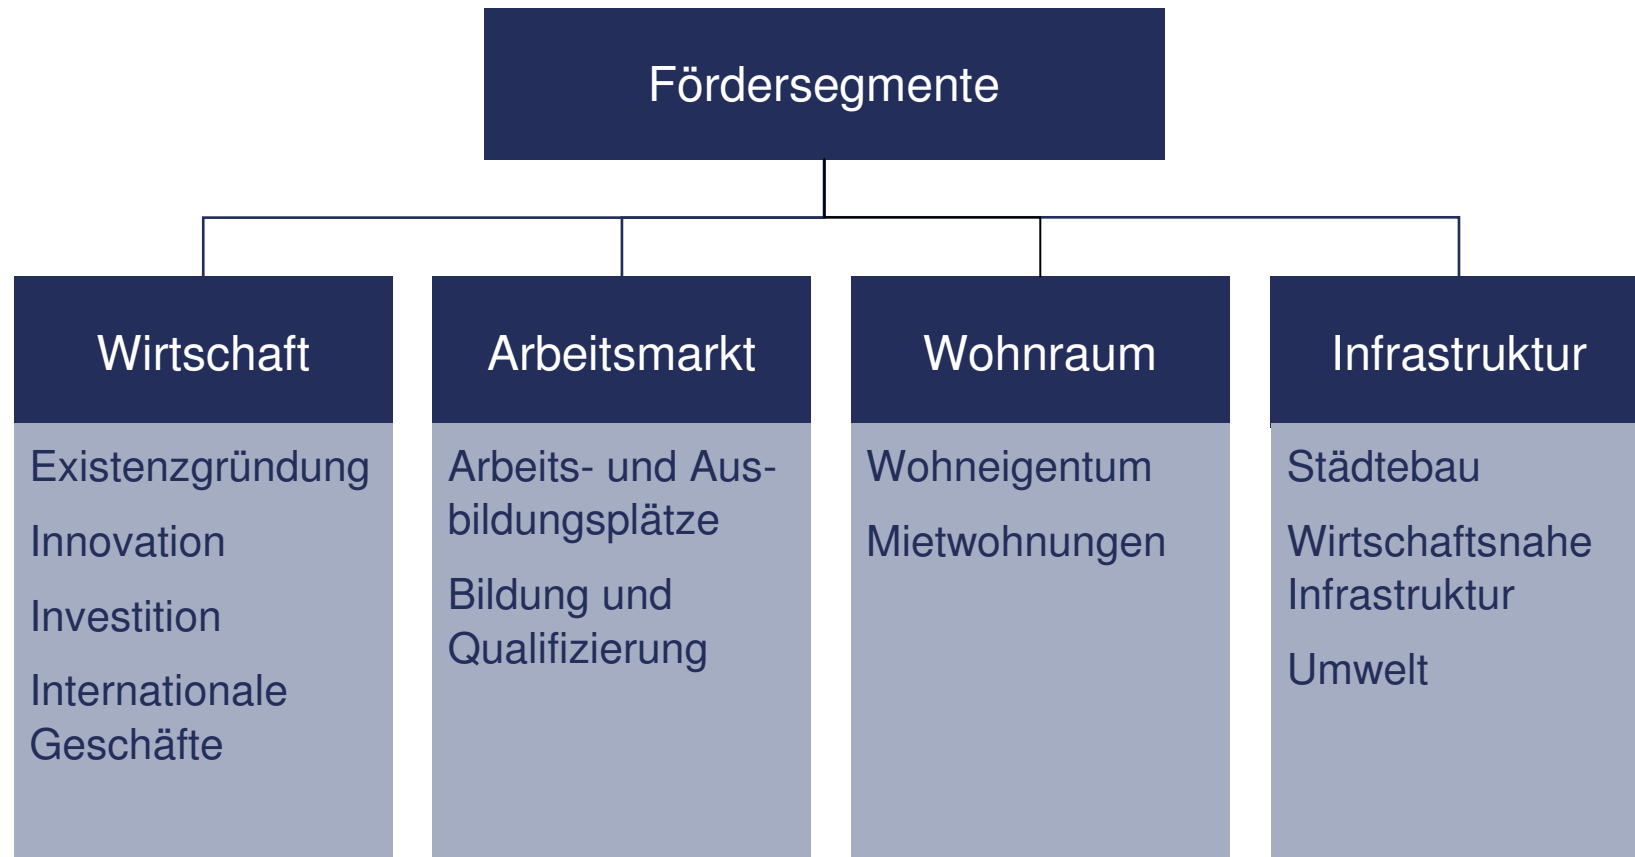 Fördersegmente
Wirtschaft
Existenzgründung
Innovation
Investition
Internationale
Geschäfte
Arbeitsmarkt
Arbeits- und Aus-
bildungsplätze
Bildung und
Qualifizierung
Wohnraum
Wohneigentum
Mietwohnungen
Infrastruktur
Städtebau
Wirtschaftsnahe
Infrastruktur
Umwelt